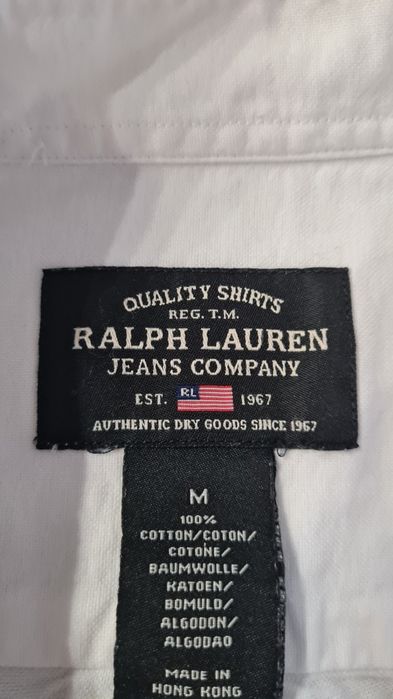 QUALITY SHIRTS
REG. T.M.
RALPH LAUREN
JEANS COMPANY
EST. RL 1967
AUTHENTIC DRY GOODS SINCE 1967
M
100%
COTTON/COTON/
COTONE/
BAUMWOLLE/
KATOEN/
BOMULD/
ALGODON/
ALGODAO
MADE IN
HONG KONG